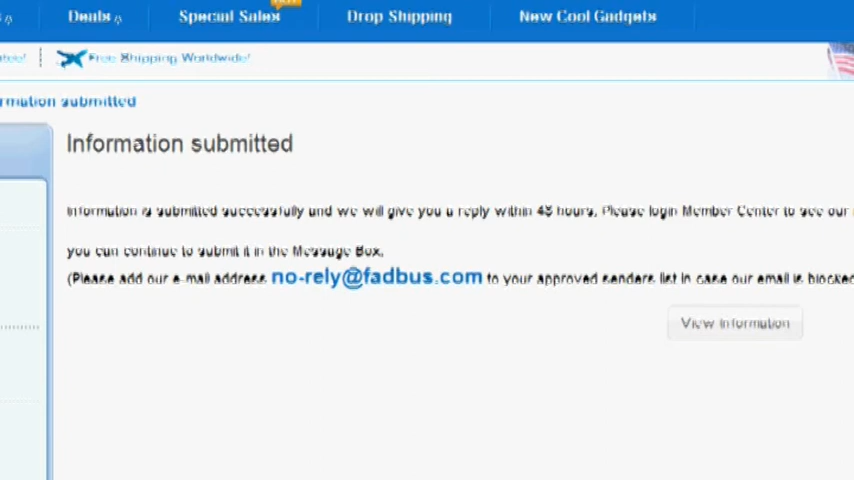 Deals Special Sales Drop Shipping New Cool Gadgets
Free Shipping Worldwide!
rmation submitted
Information submitted
Information is submitted successfully and we will give you a reply within 48 hours, Please login Member Center to see our
you can continue to submit it in the Message Box,
(Please add our e-mail address no-rely@fadbus.com to your approved senders list in case our email is blocked
View Information